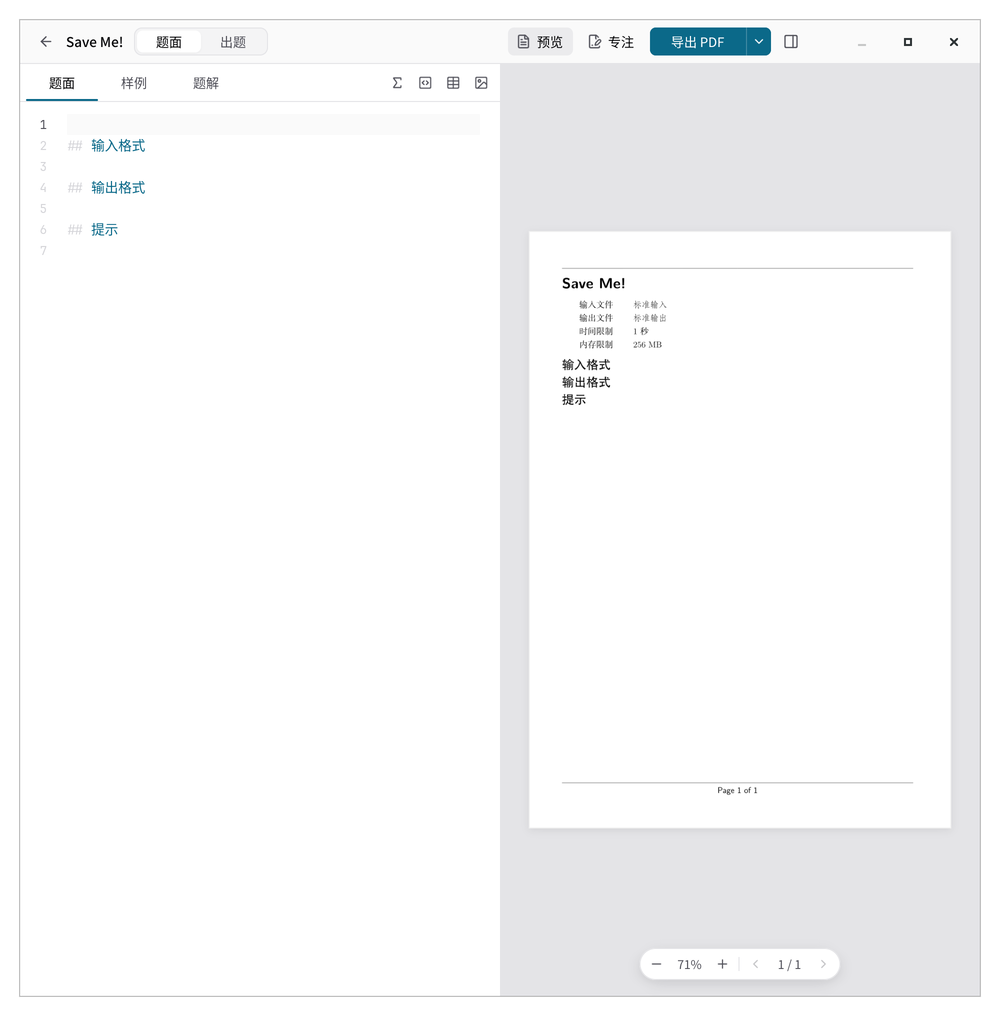 Save Me! 题面 出题 预览 专注 导出 PDF
题面 样例 题解
1
2 ## 输入格式
3
4 ## 输出格式
5
6 ## 提示
7
Save Me!
输入文件 标准输入
输出文件 标准输出
时间限制 1 秒
内存限制 256 MB
输入格式
输出格式
提示
Page 1 of 1
71% 1 / 1